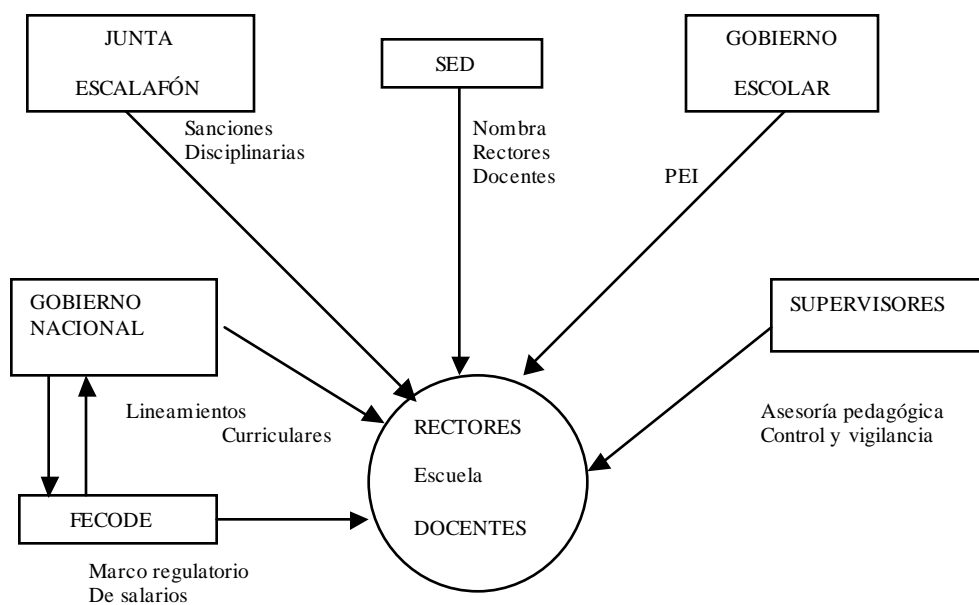 JUNTA
ESCALAFÓN
SED
GOBIERNO
ESCOLAR
Sanciones
Disciplinarias
Nombra
Rectores
Docentes
PEI
GOBIERNO
NACIONAL
SUPERVISORES
Lineamientos
Curriculares
RECTORES
Escuela
DOCENTES
Asesoría pedagógica
Control y vigilancia
FECODE
Marco regulatorio
De salarios